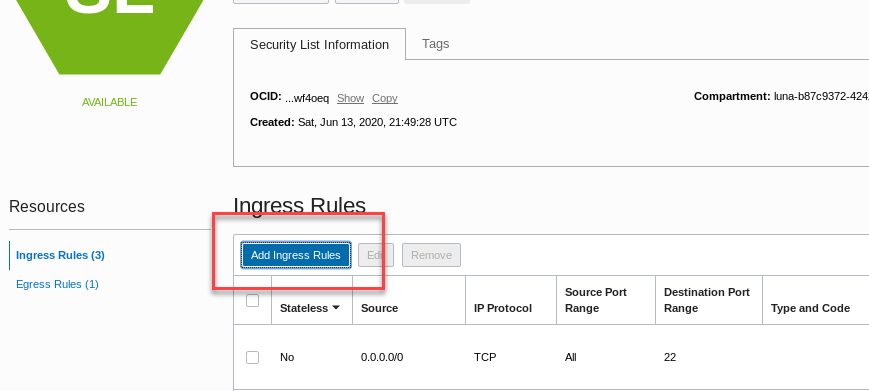 SL
AVAILABLE
Security List Information
Tags
OCID: ...wf4oeq Show Copy
Compartment: luna-b87c9372-424
Created: Sat, Jun 13, 2020, 21:49:28 UTC
Resources
Ingress Rules (3)
Egress Rules (1)
Ingress Rules
Add Ingress Rules
Edit
Remove
Stateless
Source
IP Protocol
Source Port
Range
Destination Port
Range
Type and Code
No
0.0.0.0/0
TCP
All
22